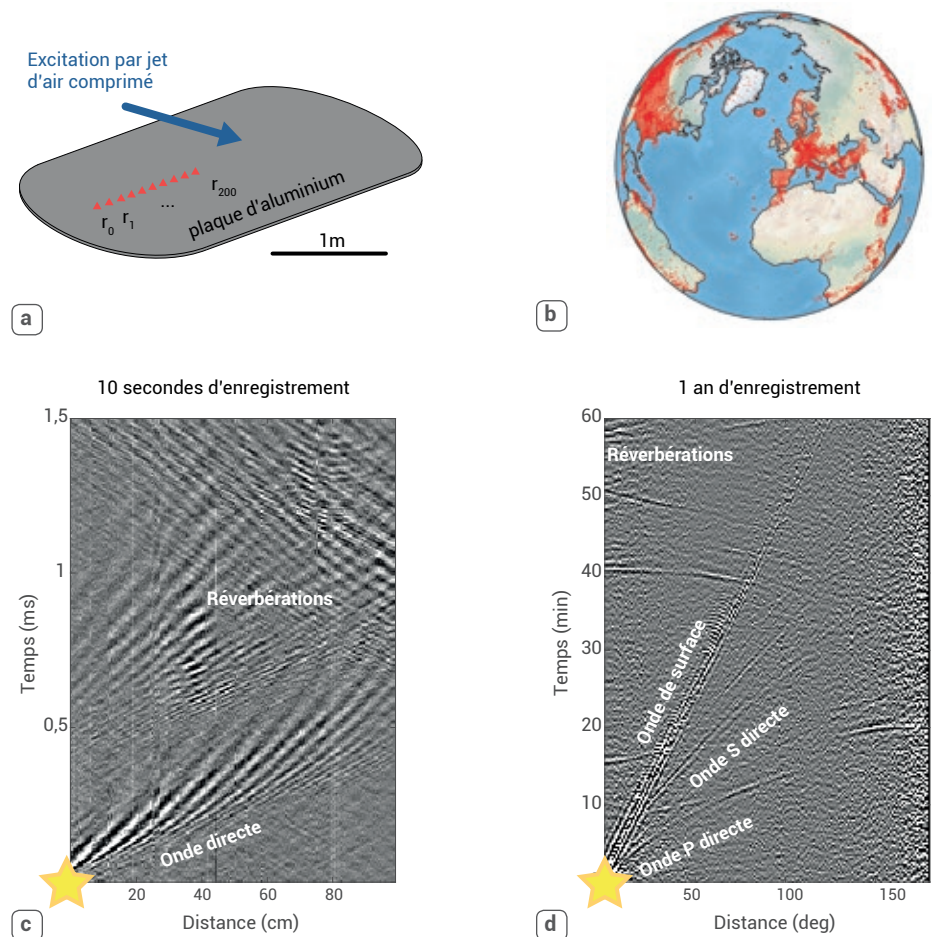 Excitation par jet
d'air comprimé
r0 r1 ... r200
plaque d'aluminium
1m
a
b
10 secondes d'enregistrement
1,5
1
0,5
Temps (ms)
Réverbérations
Onde directe
20 40 60 80
Distance (cm)
c
1 an d'enregistrement
60
50
40
30
20
10
Temps (min)
Réverbérations
Onde de surface
Onde S directe
Onde P directe
50 100 150
Distance (deg)
d